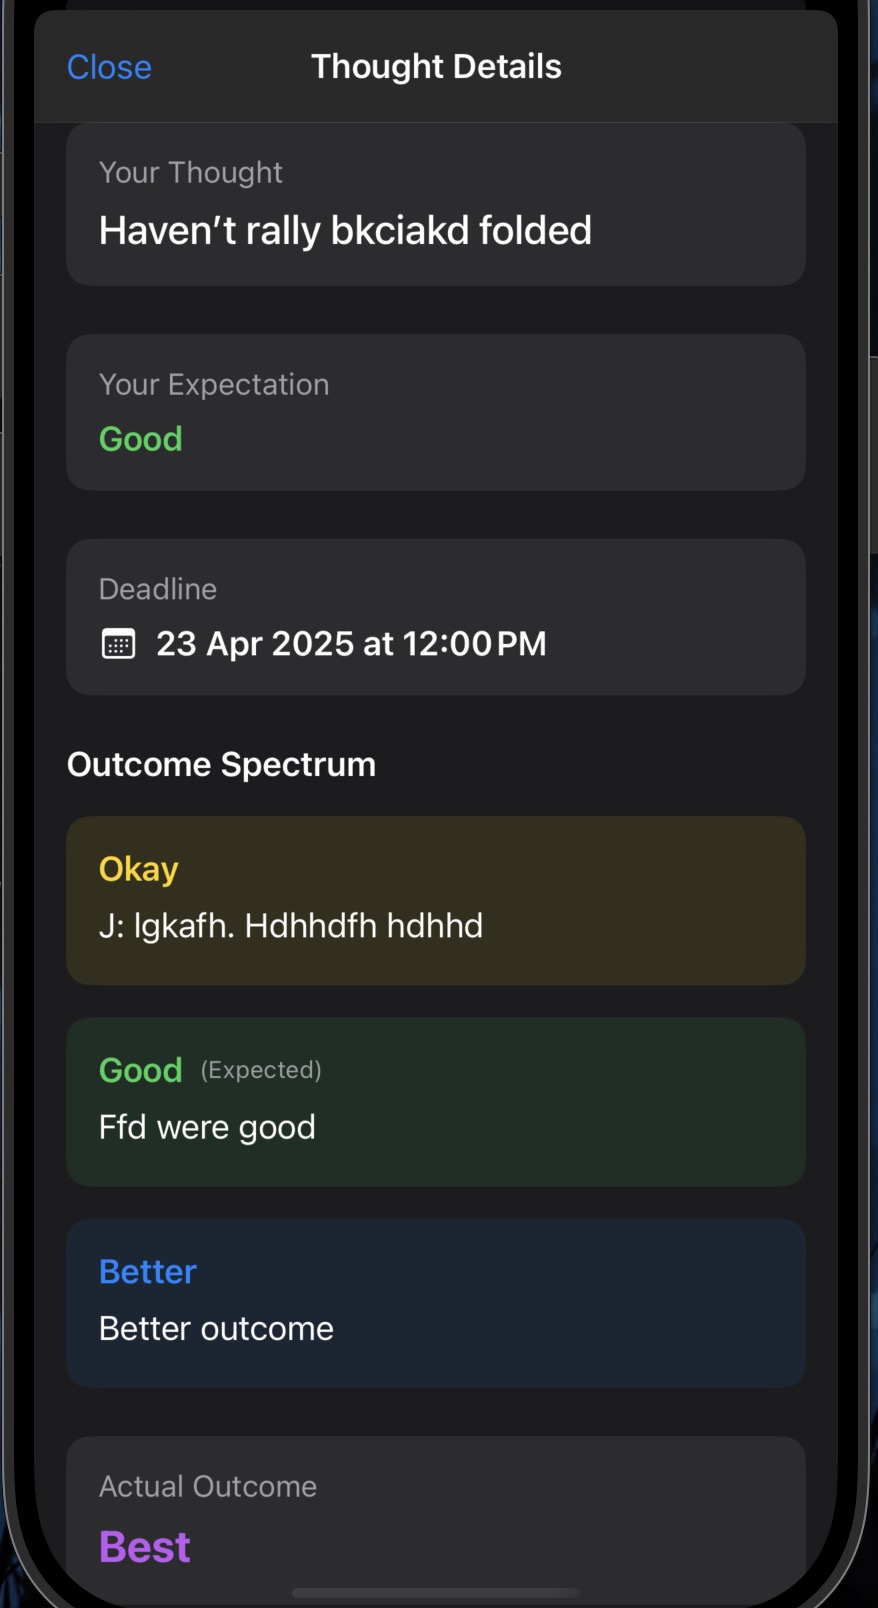 Close
Thought Details
Your Thought
Haven’t rally bkciakd folded
Your Expectation
Good
Deadline
23 Apr 2025 at 12:00 PM
Outcome Spectrum
Okay
J: lgkafh. Hdhhdfh hdhhd
Good (Expected)
Ffd were good
Better
Better outcome
Actual Outcome
Best